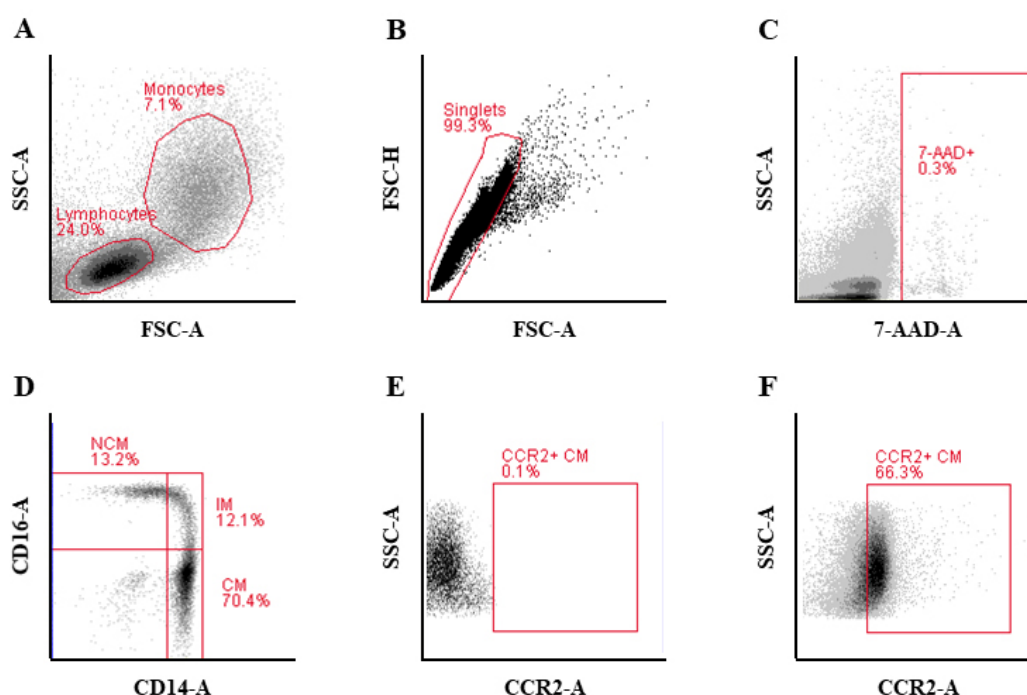 A
SSC-A
Monocytes
7.1%
Lymphocytes
24.0%
FSC-A
B
FSC-H
Singlets
99.3%
FSC-A
C
SSC-A
7-AAD+
0.3%
7-AAD-A
D
CD16-A
NCM
13.2%
IM
12.1%
CM
70.4%
CD14-A
E
SSC-A
CCR2+ CM
0.1%
CCR2-A
F
SSC-A
CCR2+ CM
66.3%
CCR2-A